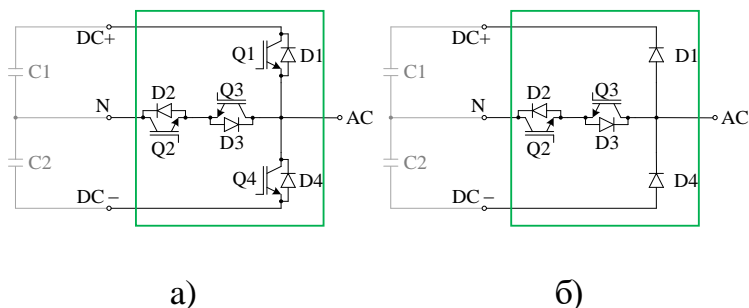 DC+
Q1
D1
C1
D2
Q3
N
AC
Q2
D3
C2
Q4
D4
DC −
а)
DC+
D1
C1
D2
Q3
N
AC
Q2
D3
C2
D4
DC −
б)